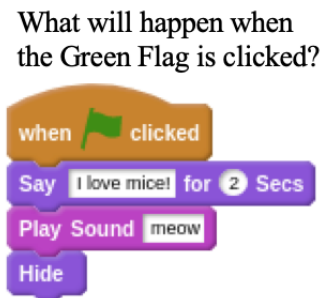 What will happen when
the Green Flag is clicked?
when clicked
Say I love mice! for 2 Secs
Play Sound meow
Hide